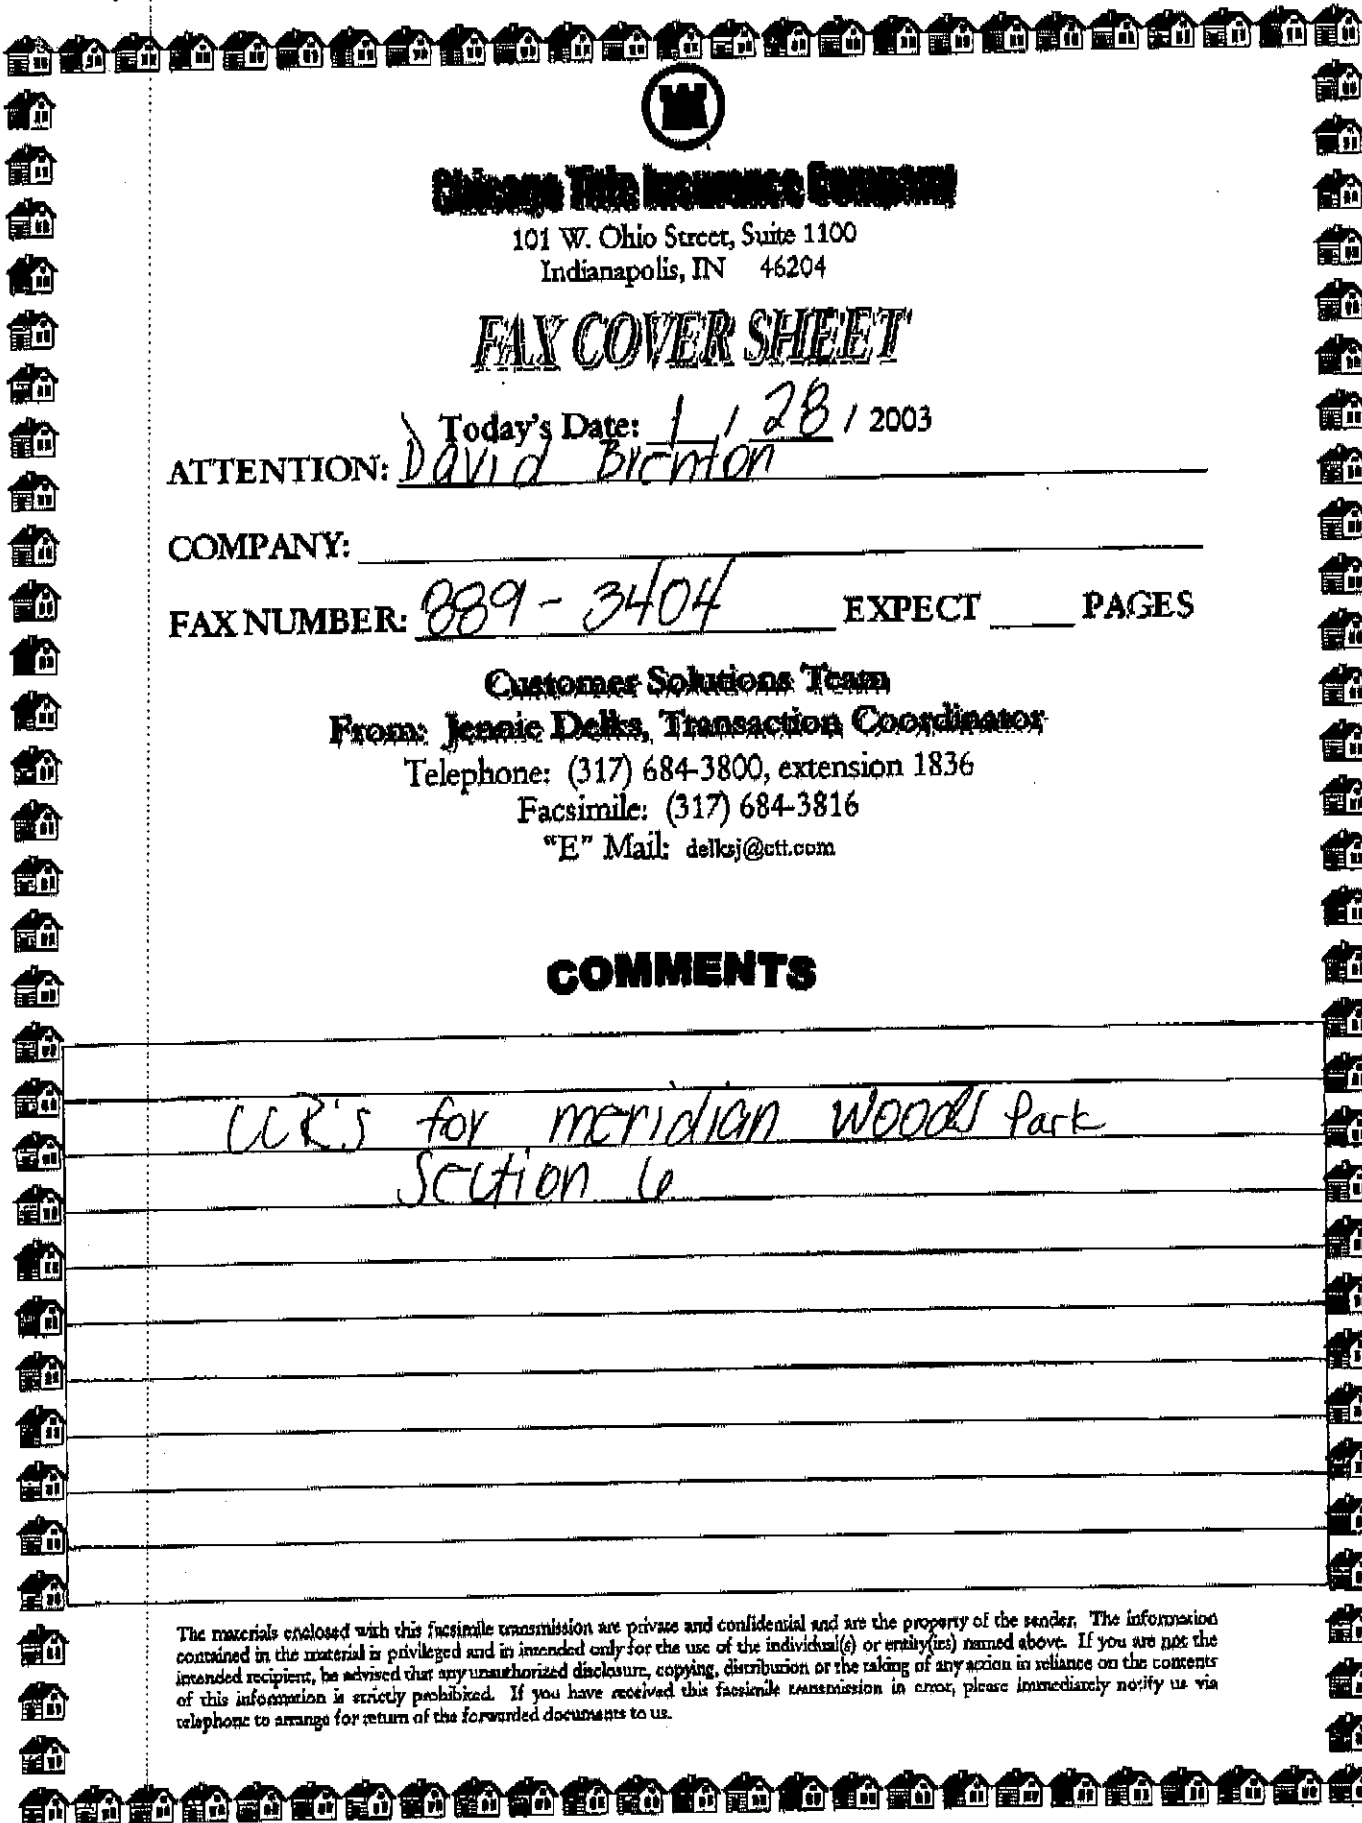 Chicago Title Insurance Company
101 W. Ohio Street, Suite 1100
Indianapolis, IN 46204
FAX COVER SHEET
Today's Date: 1 / 28 / 2003
ATTENTION: David Brenton
COMPANY:
FAX NUMBER: 889-3404 EXPECT ____ PAGES
Customer Solutions Team
From: Jennie Delks, Transaction Coordinator
Telephone: (317) 684-3800, extension 1836
Facsimile: (317) 684-3816
"E" Mail: delksj@ctt.com
COMMENTS
CCR's for meridian woods Park
Section 6
The materials enclosed with this facsimile transmission are private and confidential and are the property of the sender. The information
contained in the material is privileged and is intended only for the use of the individual(s) or entity(ies) named above. If you are not the
intended recipient, be advised that any unauthorized disclosure, copying, distribution or the taking of any action in reliance on the contents
of this information is strictly prohibited. If you have received this facsimile transmission in error, please immediately notify us via
telephone to arrange for return of the forwarded documents to us.